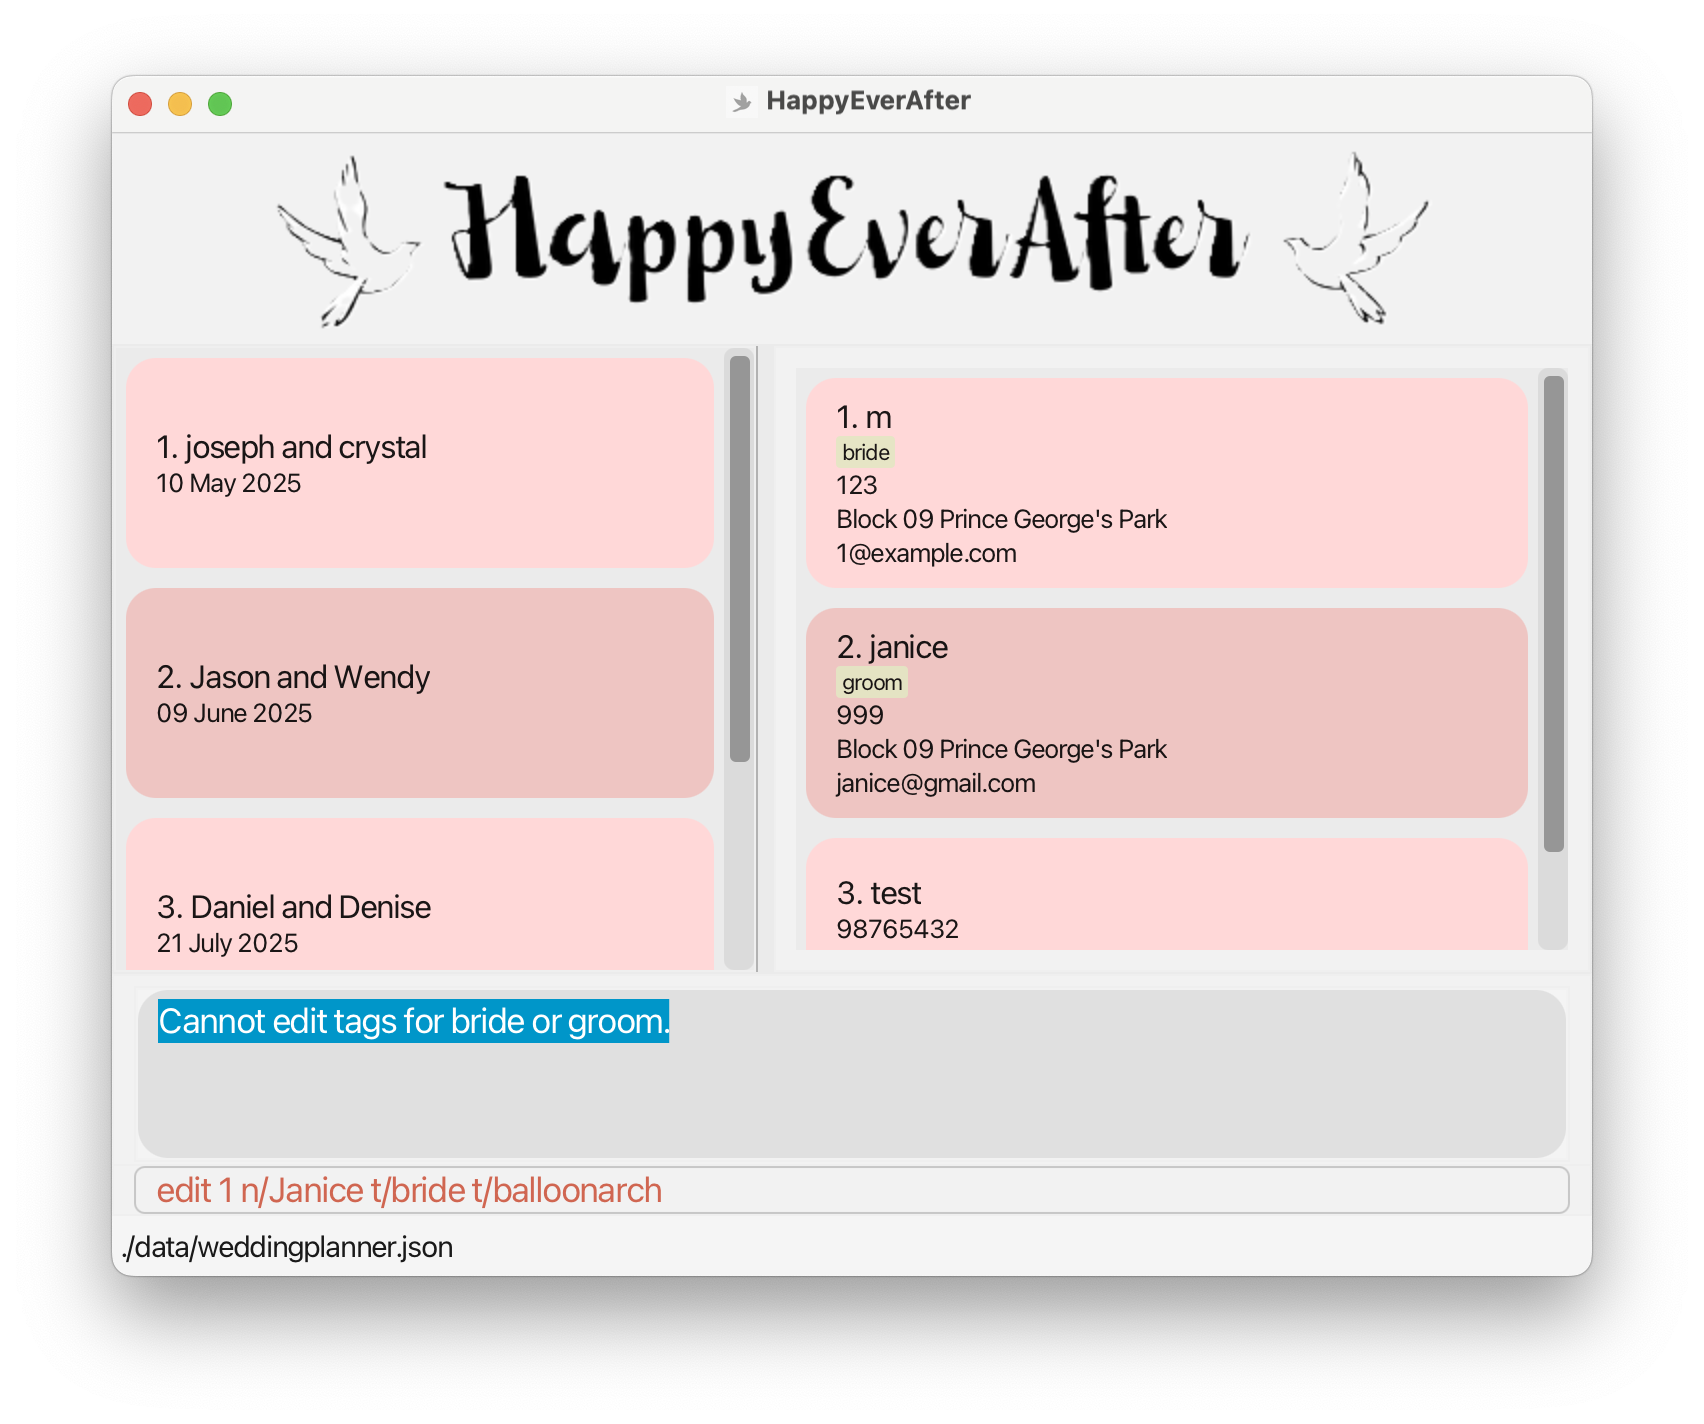 HappyEverAfter
HappyEverAfter
1. joseph and crystal
10 May 2025
2. Jason and Wendy
09 June 2025
3. Daniel and Denise
21 July 2025
1. m
bride
123
Block 09 Prince George's Park
1@example.com
2. janice
groom
999
Block 09 Prince George's Park
janice@gmail.com
3. test
98765432
Cannot edit tags for bride or groom.
edit 1 n/Janice t/bride t/balloonarch
./data/weddingplanner.json